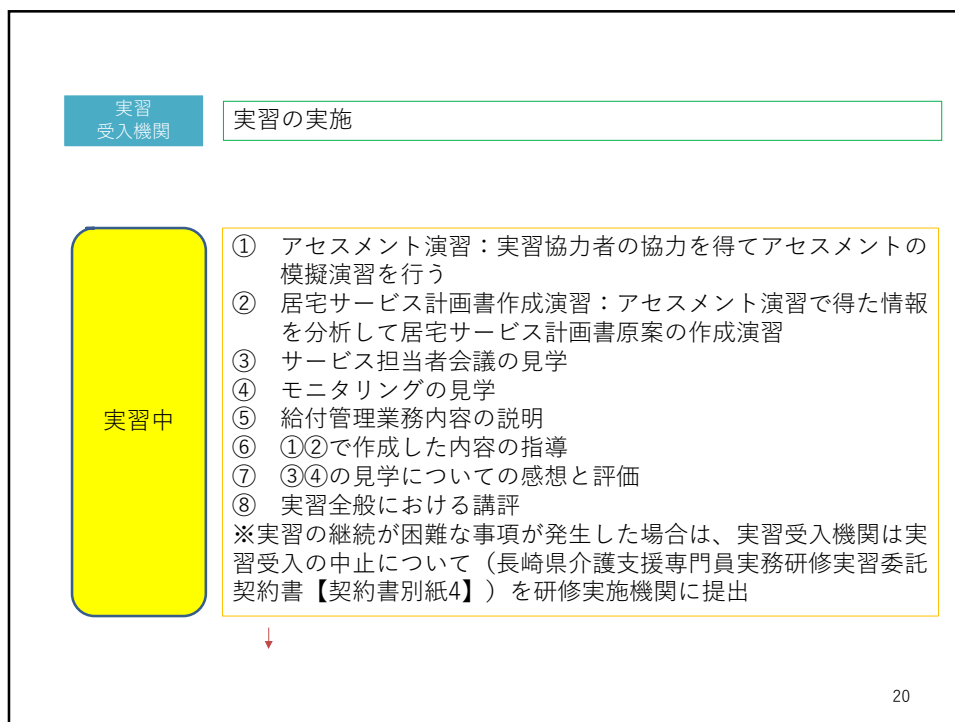 実習
受入機関
実習の実施
実習中
① アセスメント演習：実習協力者の協力を得てアセスメントの
模擬演習を行う
② 居宅サービス計画書作成演習：アセスメント演習で得た情報
を分析して居宅サービス計画書原案の作成演習
③ サービス担当者会議の見学
④ モニタリングの見学
⑤ 給付管理業務内容の説明
⑥ ①②で作成した内容の指導
⑦ ③④の見学についての感想と評価
⑧ 実習全般における講評
※実習の継続が困難な事項が発生した場合は、実習受入機関は実
習受入の中止について（長崎県介護支援専門員実務研修実習委託
契約書【契約書別紙4】）を研修実施機関に提出
20